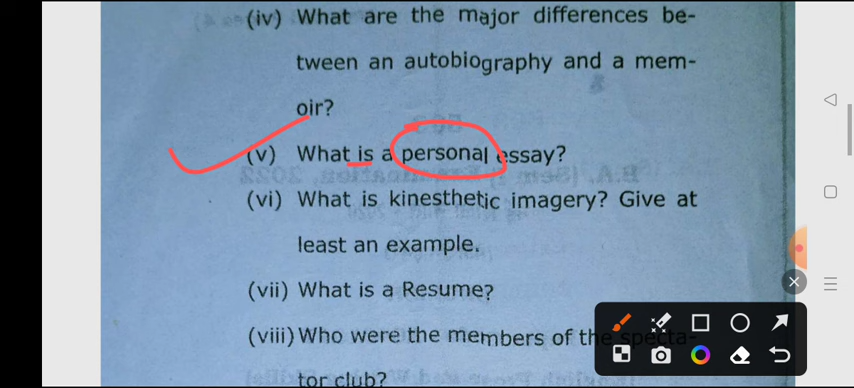 (iv) What are the major differences be-
tween an autobiography and a mem-
oir?
(v) What is a personal essay?
(vi) What is kinesthetic imagery? Give at
least an example.
(vii) What is a Resume?
(viii) Who were the members of the specta-
tor club?